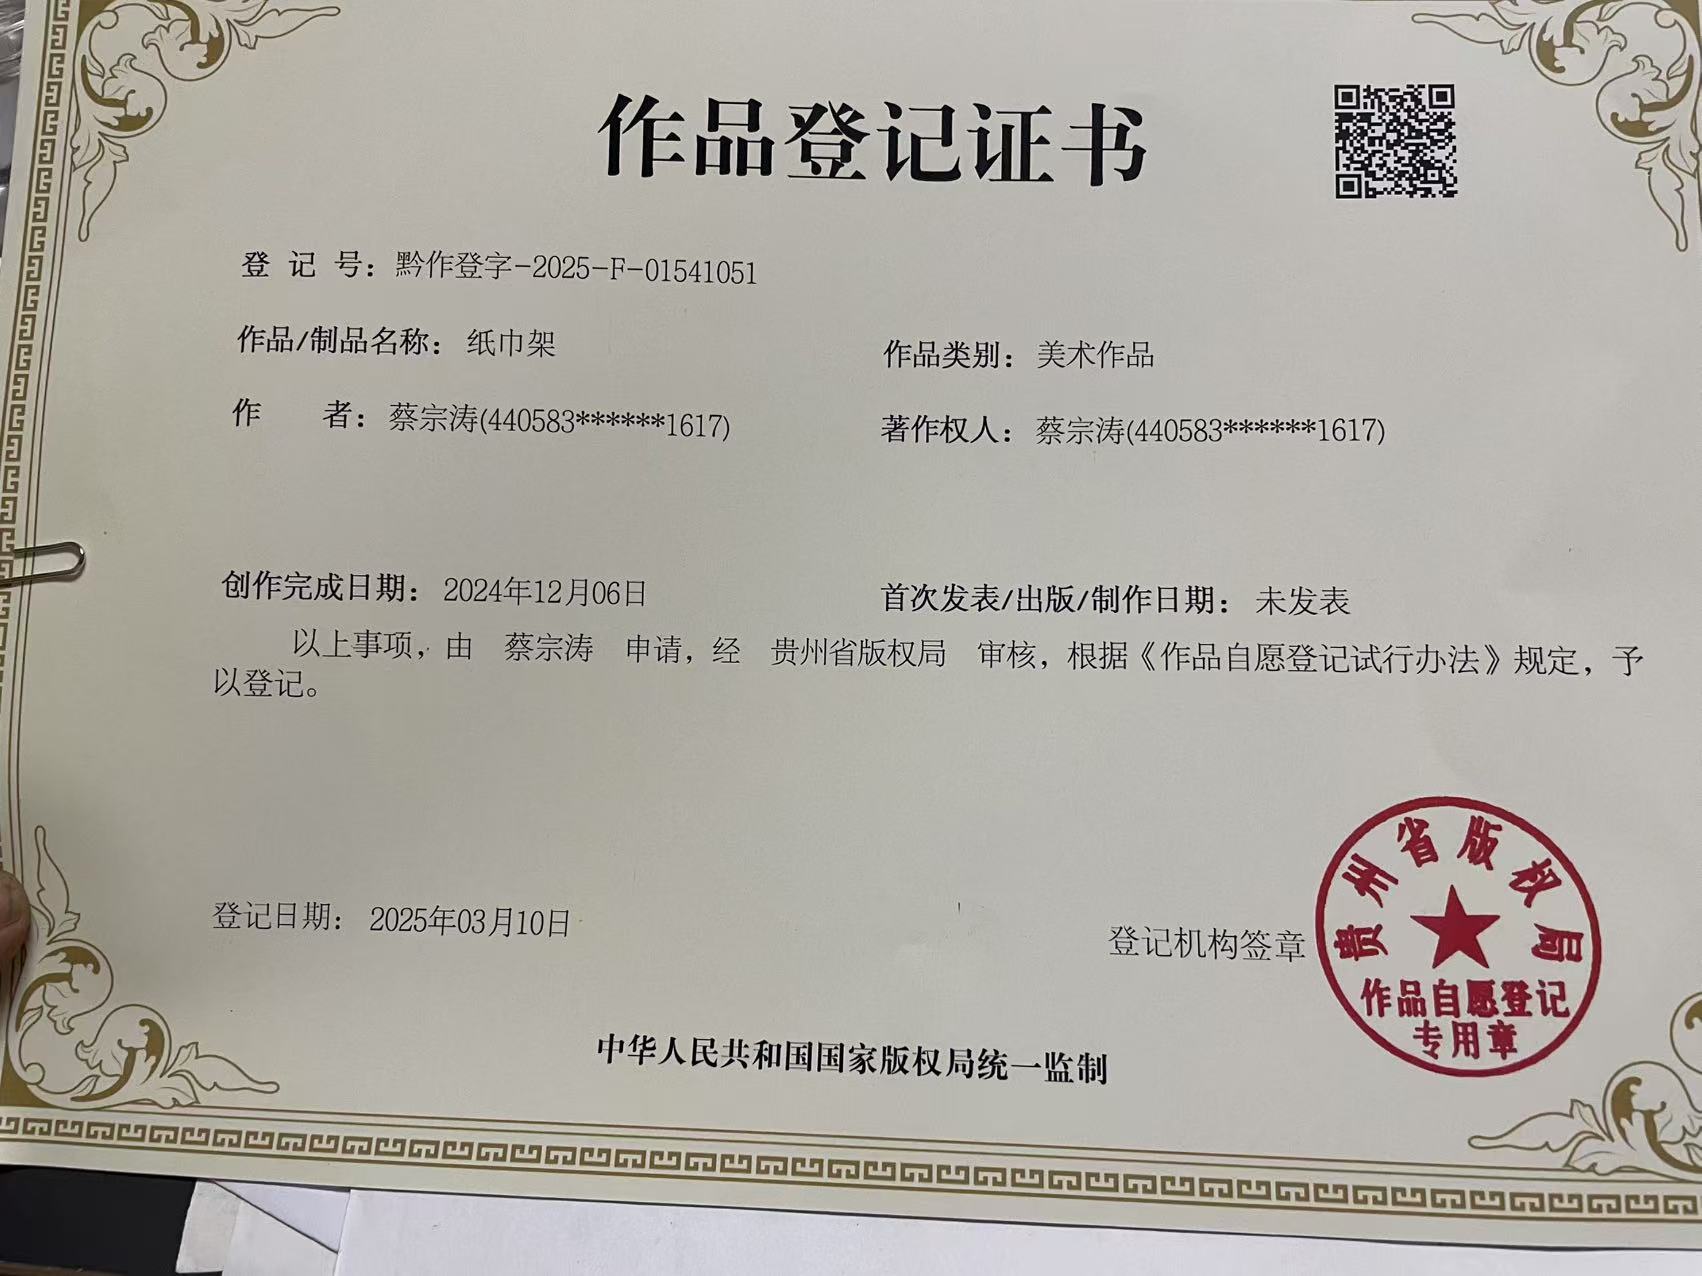 作品登记证书
登 记 号：黔作登字-2025-F-01541051
作品/制品名称：纸巾架
作品类别：美术作品
作 者：蔡宗涛(440583******1617)
著作权人：蔡宗涛(440583******1617)
创作完成日期：2024年12月06日
首次发表/出版/制作日期：未发表
以上事项，由 蔡宗涛 申请，经 贵州省版权局 审核，根据《作品自愿登记试行办法》规定，予
以登记。
登记日期：2025年03月10日
登记机构签章
贵州省版权局
作品自愿登记
专用章
中华人民共和国国家版权局统一监制